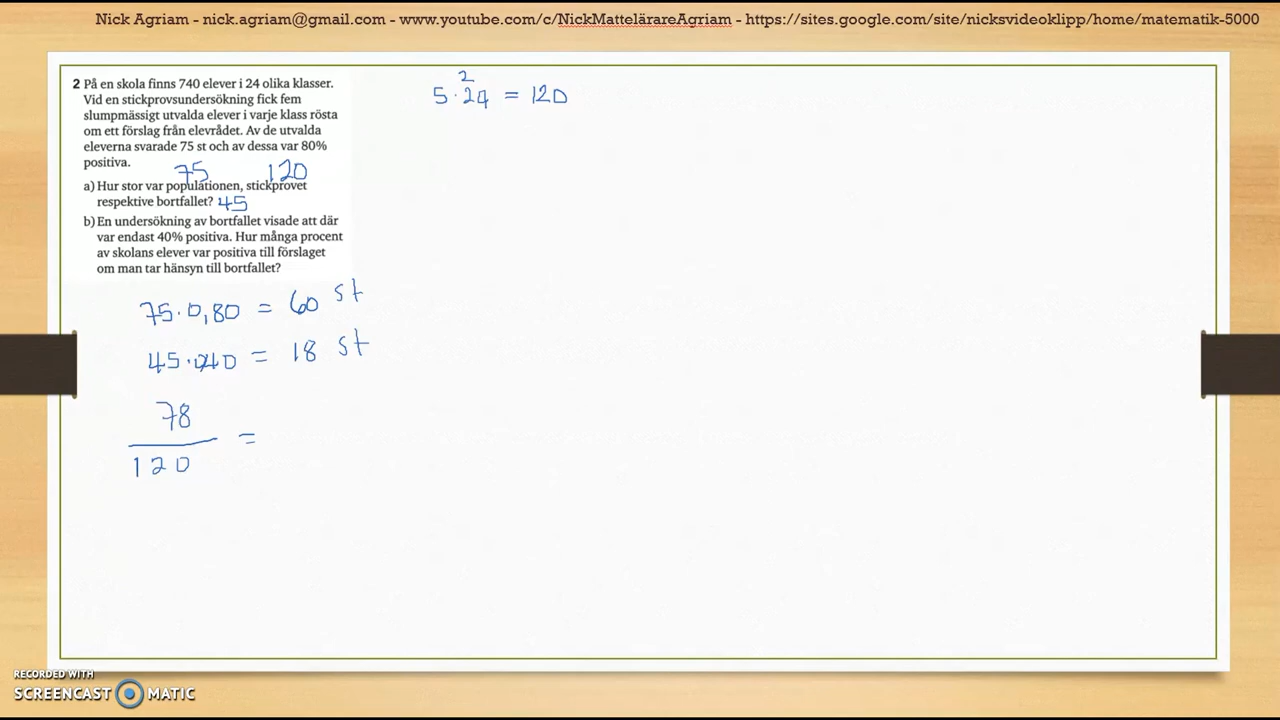 Nick Agriam - nick.agriam@gmail.com - www.youtube.com/c/NickMattelärareAgriam - https://sites.google.com/site/nicksvideoklipp/home/matematik-5000
2 På en skola finns 740 elever i 24 olika klasser.
Vid en stickprovsundersökning fick fem
slumpmässigt utvalda elever i varje klass rösta
om ett förslag från elevrådet. Av de utvalda
eleverna svarade 75 st och av dessa var 80%
positiva.
75 120
a) Hur stor var populationen, stickprovet
respektive bortfallet? 45
b) En undersökning av bortfallet visade att där
var endast 40% positiva. Hur många procent
av skolans elever var positiva till förslaget
om man tar hänsyn till bortfallet?
2
5·24 = 120
75·0,80 = 60 st
45·0,40 = 18 st
78
120 =
RECORDED WITH
SCREENCAST MATIC